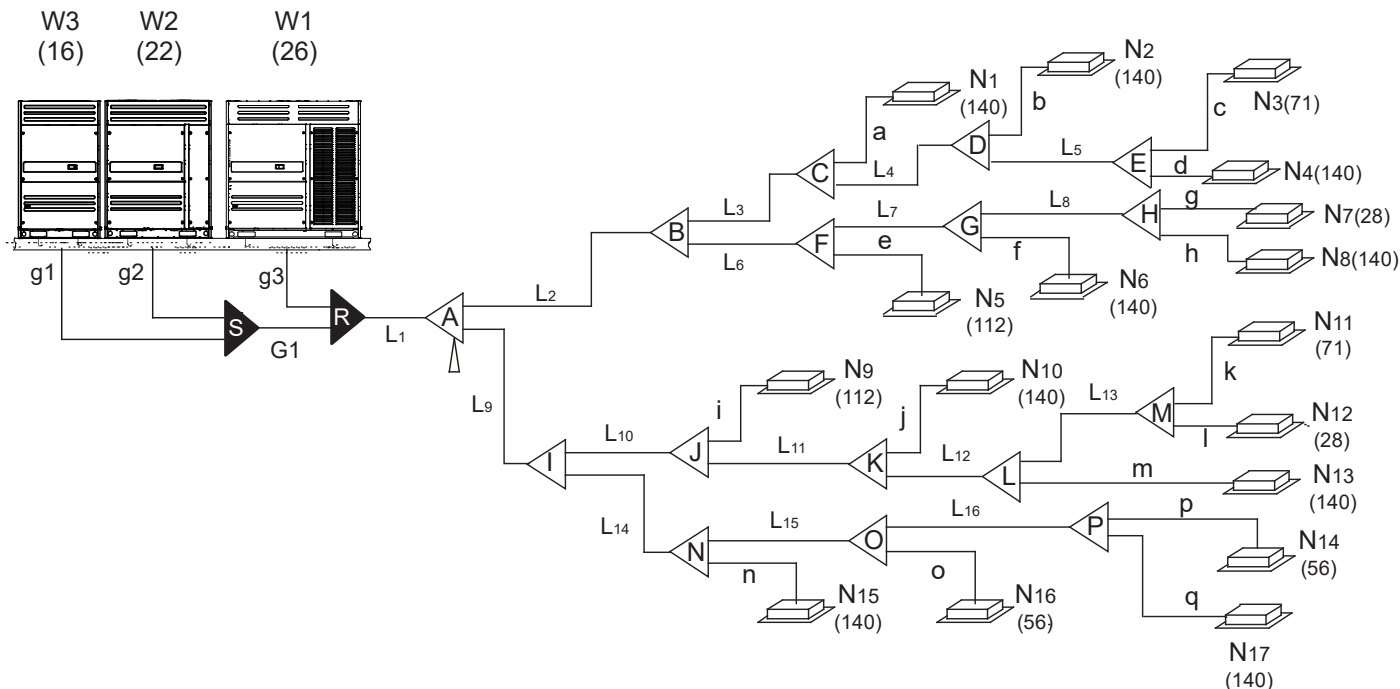 W3
(16)
W2
(22)
W1
(26)
g1
g2
g3
S
G1
R
L1
A
L2
B
L3
C
a
N1
(140)
L4
D
b
N2
(140)
L5
E
c
N3(71)
d
N4(140)
L6
F
L7
e
N5
(112)
G
L8
f
N6
(140)
H
g
N7(28)
h
N8(140)
L9
I
L10
J
i
N9
(112)
L11
K
j
N10
(140)
L12
L
L13
M
k
N11
(71)
l
N12
(28)
m
N13
(140)
L14
N
L15
n
N15
(140)
O
L16
o
N16
(56)
P
p
N14
(56)
q
N17
(140)